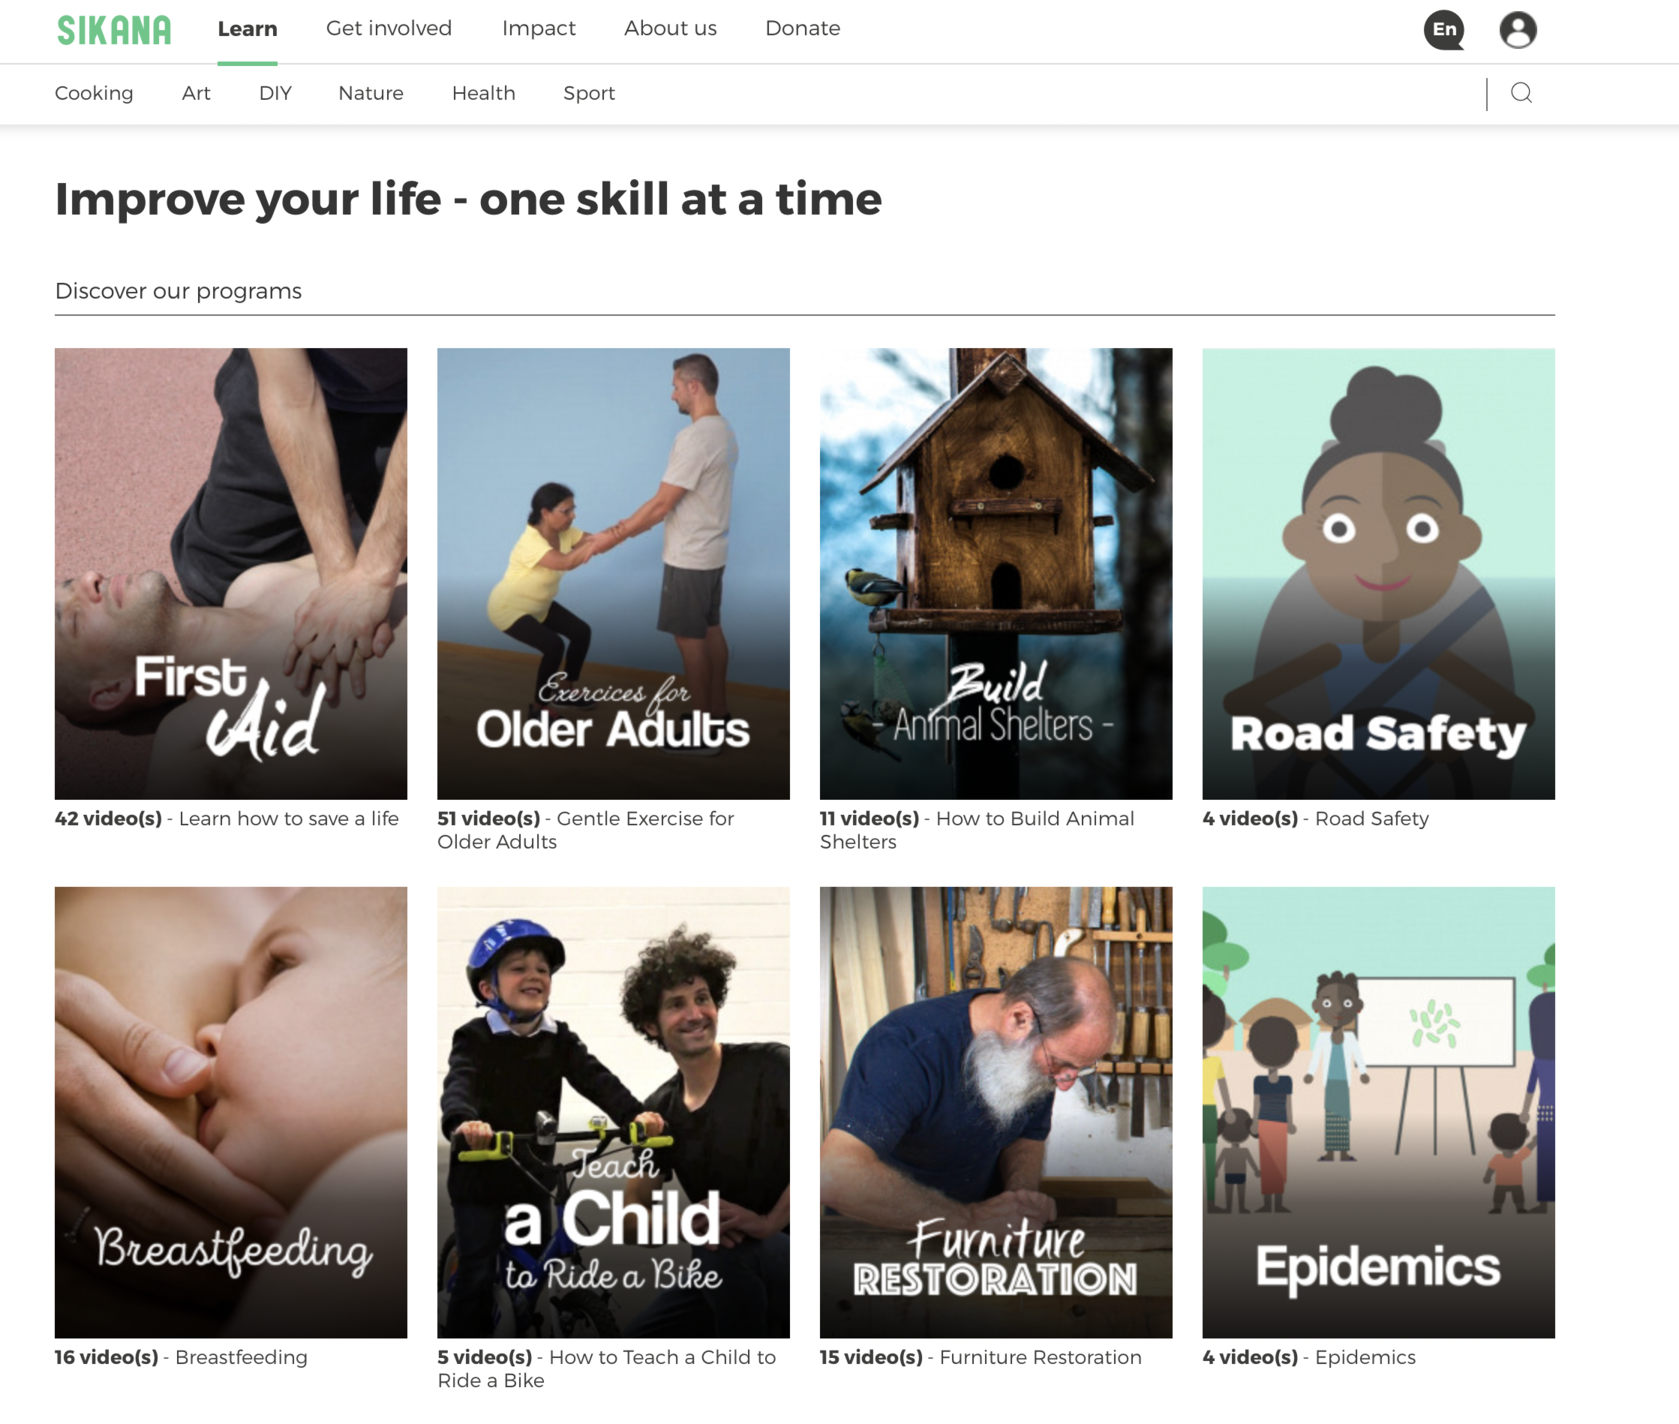 SIKANA Learn Get involved Impact About us Donate En
Cooking Art DIY Nature Health Sport
Improve your life - one skill at a time
Discover our programs
First
Aid
Exercices for
Older Adults
Build
- Animal Shelters -
Road Safety
42 video(s) - Learn how to save a life
51 video(s) - Gentle Exercise for
Older Adults
11 video(s) - How to Build Animal
Shelters
4 video(s) - Road Safety
Breastfeeding
Teach
a Child
to Ride a Bike
Furniture
RESTORATION
Epidemics
16 video(s) - Breastfeeding
5 video(s) - How to Teach a Child to
Ride a Bike
15 video(s) - Furniture Restoration
4 video(s) - Epidemics